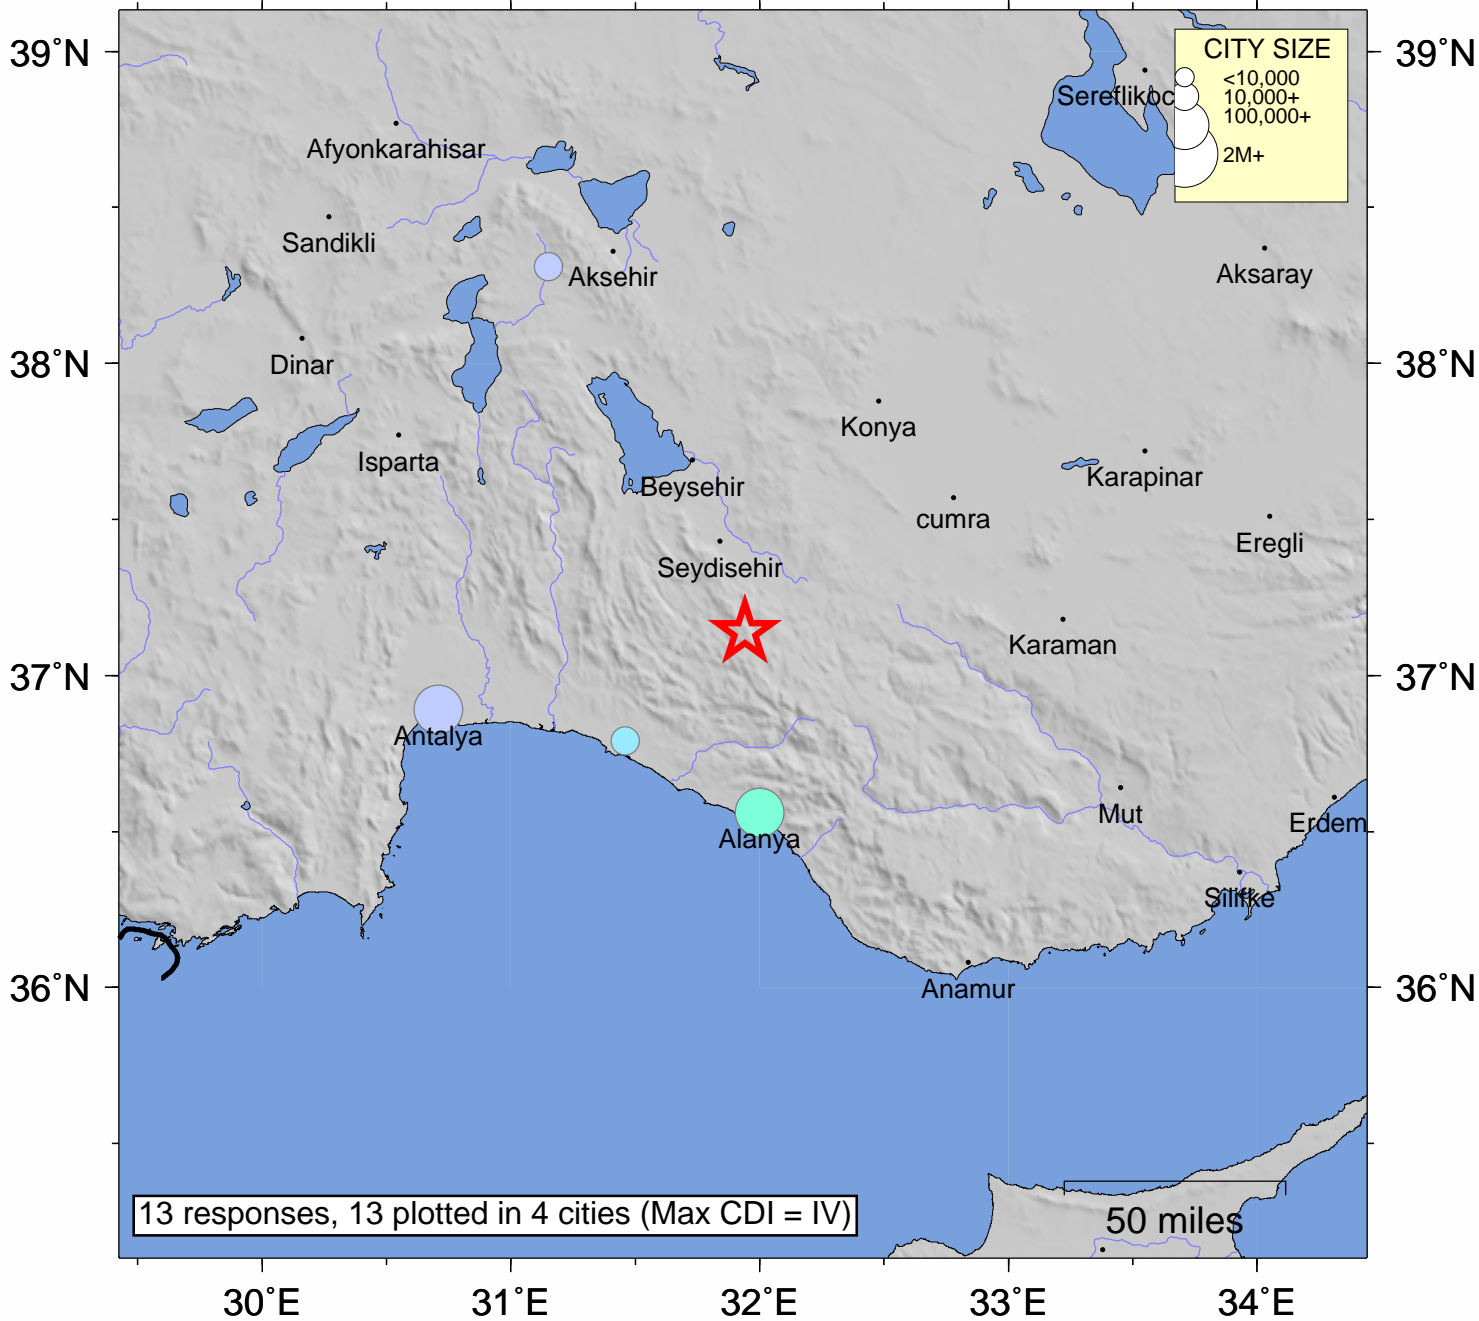 39°N
39°N
CITY SIZE
<10,000
10,000+
100,000+
2M+
Sereflikoc
Afyonkarahisar
Sandikli
Aksehir
Aksaray
38°N
38°N
Dinar
Konya
Isparta
Beysehir
Karapinar
cumra
Eregli
Seydisehir
Karaman
37°N
37°N
Antalya
Mut
Erdem
Alanya
Silifke
36°N
36°N
Anamur
13 responses, 13 plotted in 4 cities (Max CDI = IV)
50 miles
30°E
31°E
32°E
33°E
34°E